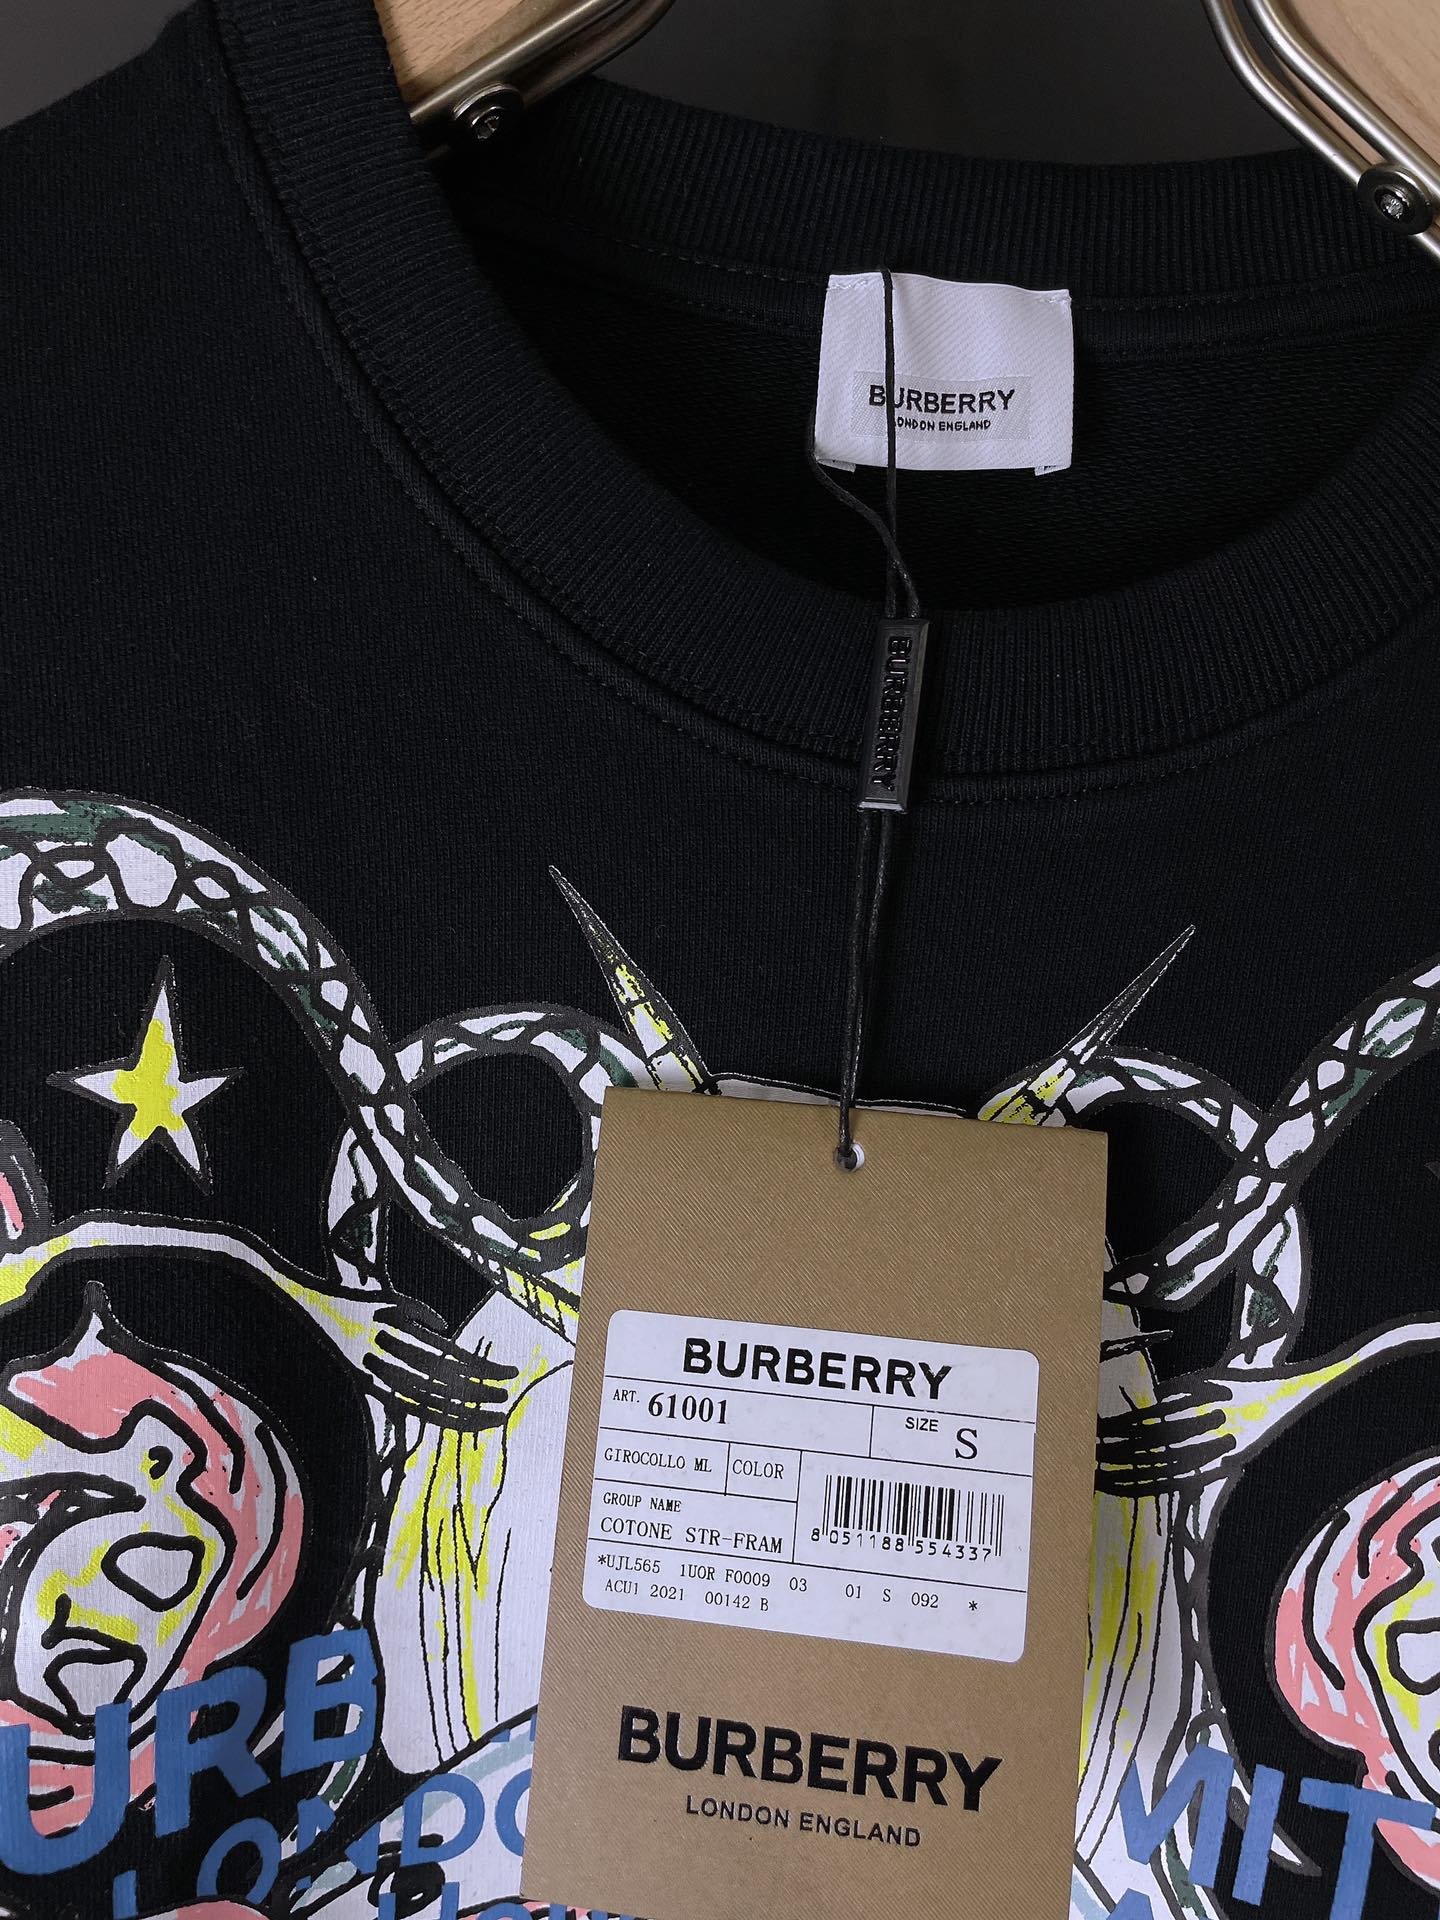 BURBERRY
LONDON ENGLAND
BURBERRY
BURBERRY
ART. 61001
SIZE S
GIROCOLLO ML COLOR
GROUP NAME
COTONE STR-FRAM
8 051188 554337
*UJL565 1UOR F0009 03 01 S 092 *
ACU1 2021 00142 B
BURBERRY
LONDON ENGLAND
URB
MIT
LONDO